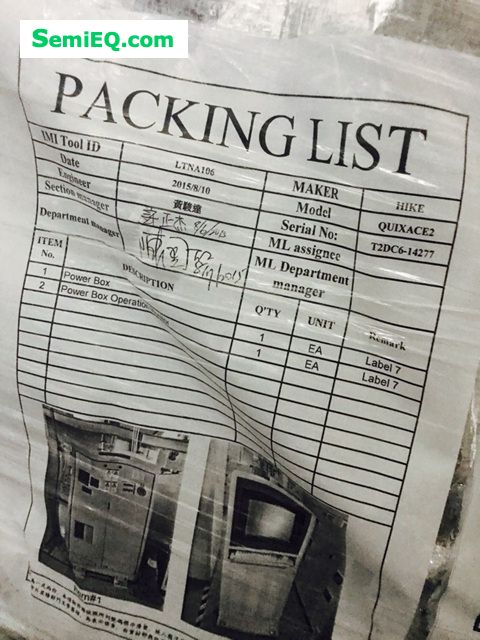 SemiEQ.com
PACKING LIST
IMI Tool ID LTNA106 MAKER HIKE
Date 2015/8/10 Model QUIXACE2
Engineer 黃駿達 Serial No: T2DC6-14277
Section manager ML assignee
Department manager ML Department manager
ITEM No. DESCRIPTION Q'TY UNIT Remark
1 Power Box 1 EA Label 7
2 Power Box Operation 1 EA Label 7